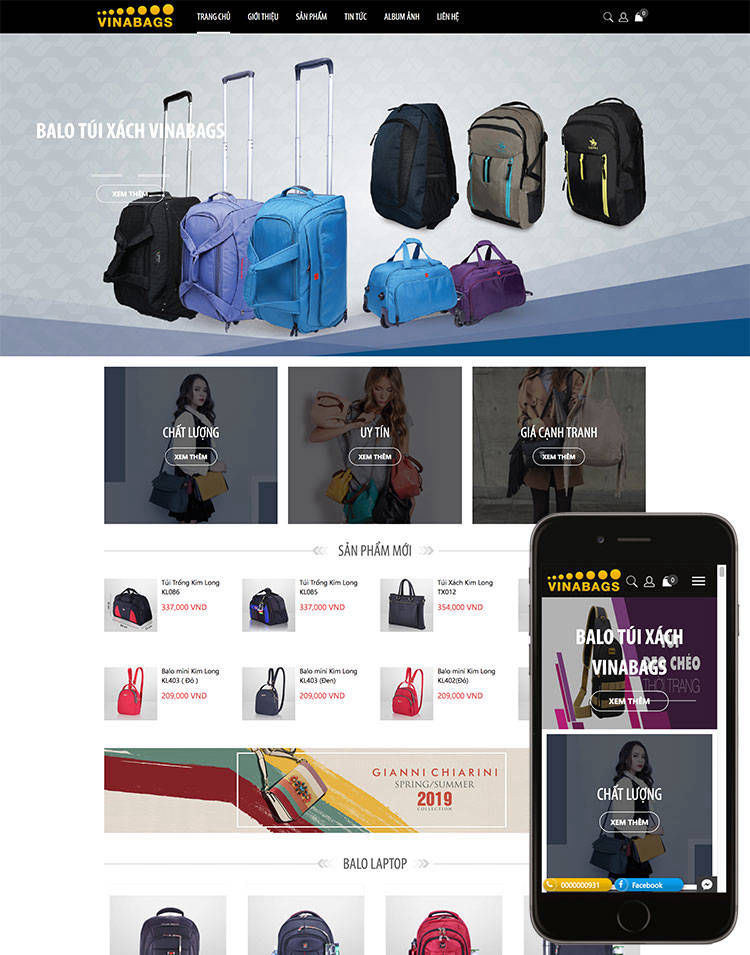 VINABAGS
TRANG CHỦ GIỚI THIỆU SẢN PHẨM TIN TỨC ALBUM ẢNH LIÊN HỆ
0
BALO TÚI XÁCH VINABAGS
XEM THÊM
CHẤT LƯỢNG UY TÍN GIÁ CẠNH TRANH
XEM THÊM XEM THÊM XEM THÊM
SẢN PHẨM MỚI
Túi Trống Kim Long
KL086
337,000 VND
Túi Trống Kim Long
KL085
337,000 VND
Túi Xách Kim Long
TX012
354,000 VND
Balo mini Kim Long
KL403 ( Đỏ )
209,000 VND
Balo mini Kim Long
KL403 (Đen)
209,000 VND
Balo mini Kim Long
KL402(Đỏ)
209,000 VND
GIANNI CHIARINI
SPRING/SUMMER
2019
COLLECTION
BALO LAPTOP
VINABAGS
0
BALO TÚI XÁCH
VINABAGS
ĐEO CHÉO
THỜI TRANG
XEM THÊM
CHẤT LƯỢNG
XEM THÊM
0000000931
Facebook